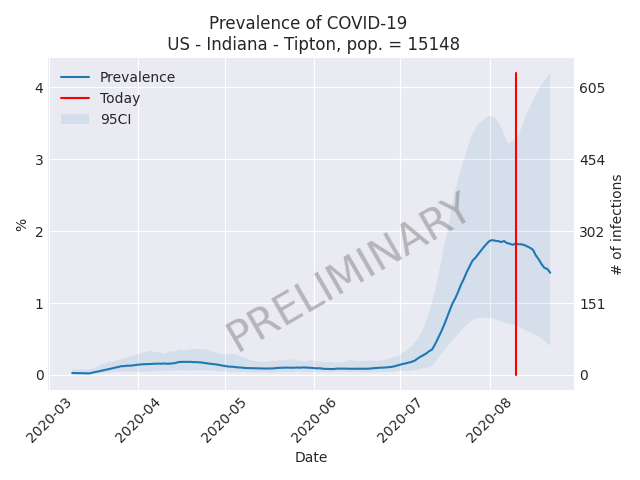 Prevalence of COVID-19
US - Indiana - Tipton, pop. = 15148
Prevalence
Today
95CI
4
3
2
1
0
%
605
454
302
151
0
# of infections
PRELIMINARY
2020-03
2020-04
2020-05
2020-06
2020-07
2020-08
Date